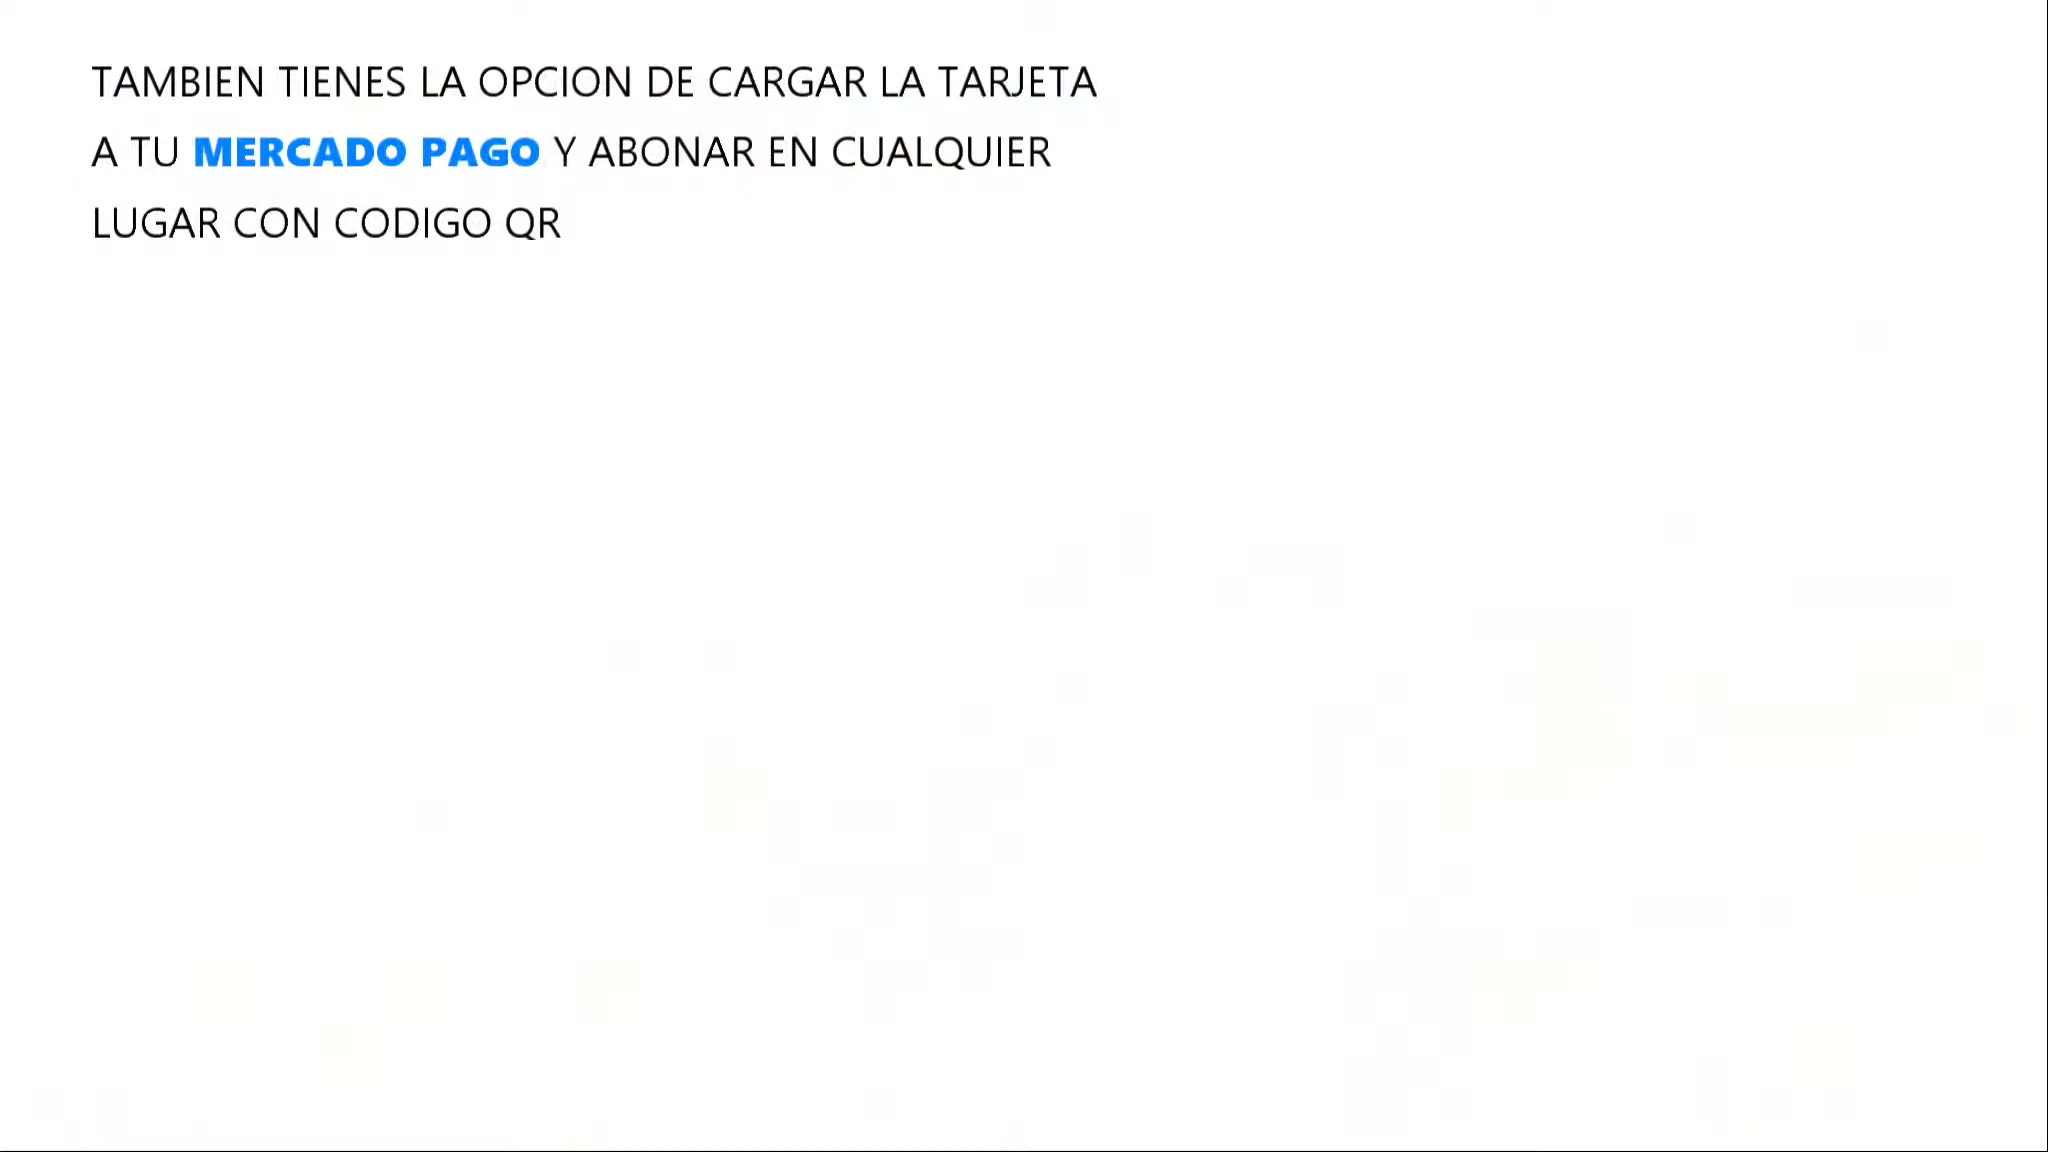 TAMBIEN TIENES LA OPCION DE CARGAR LA TARJETA
A TU MERCADO PAGO Y ABONAR EN CUALQUIER
LUGAR CON CODIGO QR